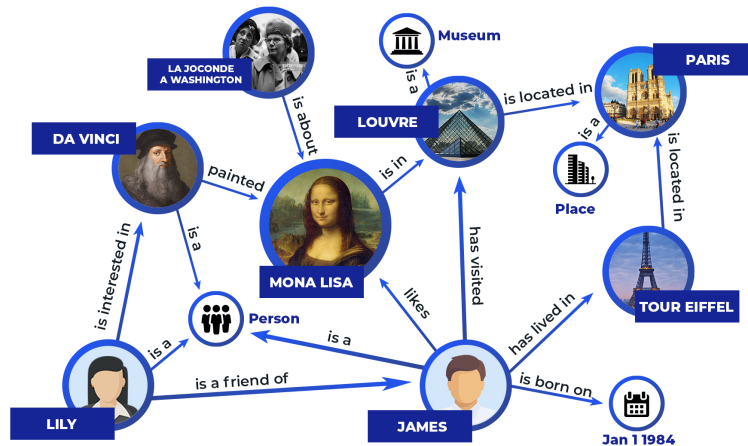 Museum
PARIS
LA JOCONDE
A WASHINGTON
is a
is located in
LOUVRE
is about
is a
is located in
DA VINCI
painted
is in
Place
is a
has visited
MONA LISA
is interested in
likes
has lived in
TOUR EIFFEL
Person
is a
is a
is a friend of
is born on
LILY
JAMES
Jan 1 1984